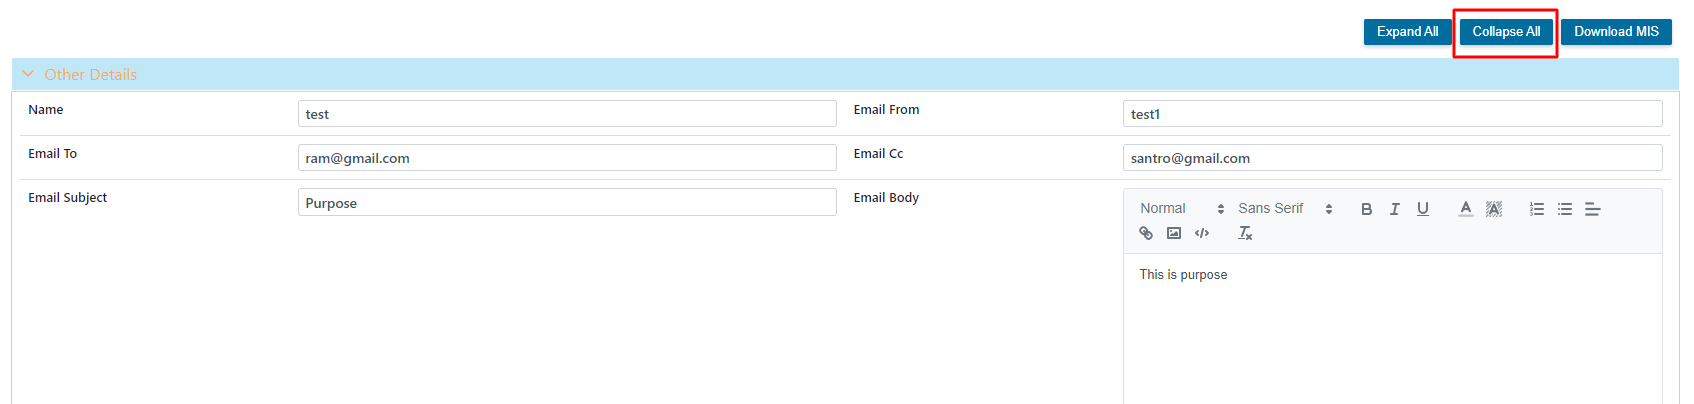 Expand All Collapse All Download MIS
Other Details
Name test Email From test1
Email To ram@gmail.com Email Cc santro@gmail.com
Email Subject Purpose Email Body
Normal Sans Serif B I U A A
This is purpose